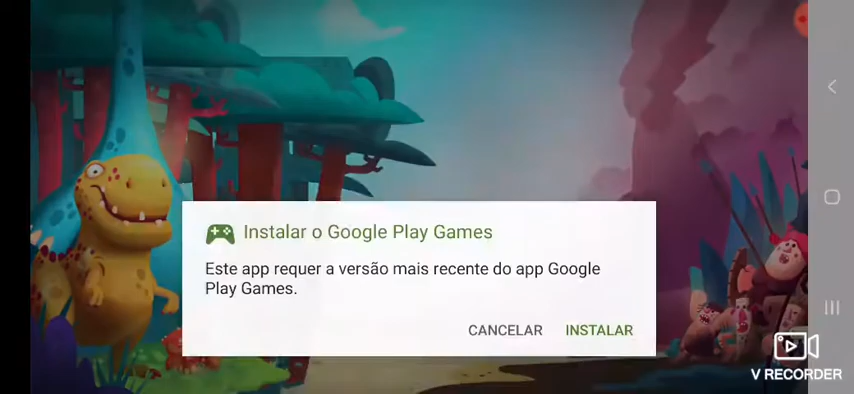 Instalar o Google Play Games
Este app requer a versão mais recente do app Google
Play Games.
CANCELAR INSTALAR
V RECORDER